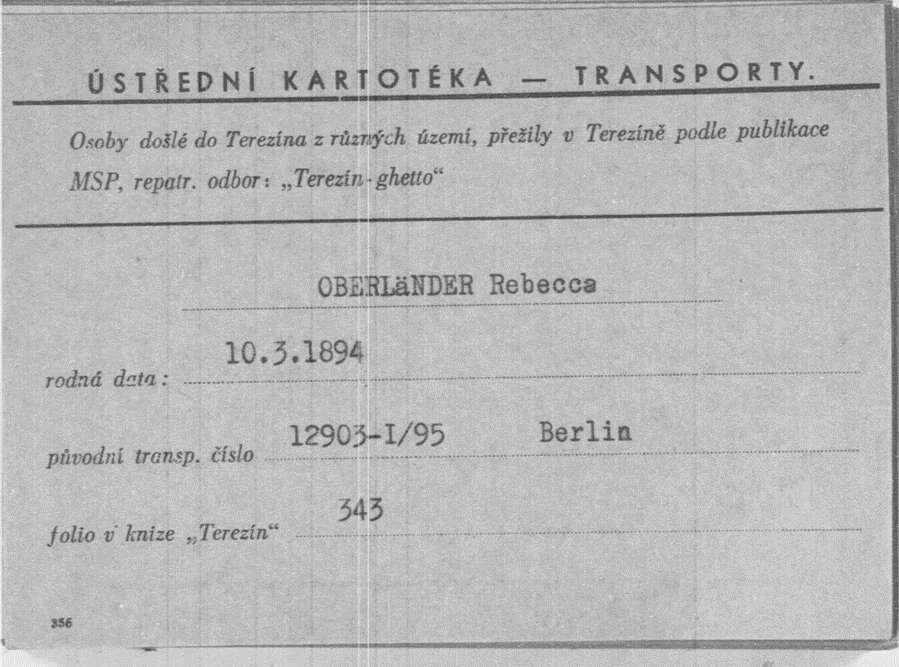 ÚSTŘEDNÍ KARTOTÉKA — TRANSPORTY.
Osoby došlé do Terezína z různých území, přežily v Terezíně podle publikace
MSP, repatr. odbor: „Terezín-ghetto“
OBERLäNDER Rebecca
10.3.1894
rodná data:
12903-I/95 Berlin
původní transp. číslo
343
folio v knize „Terezín“
356